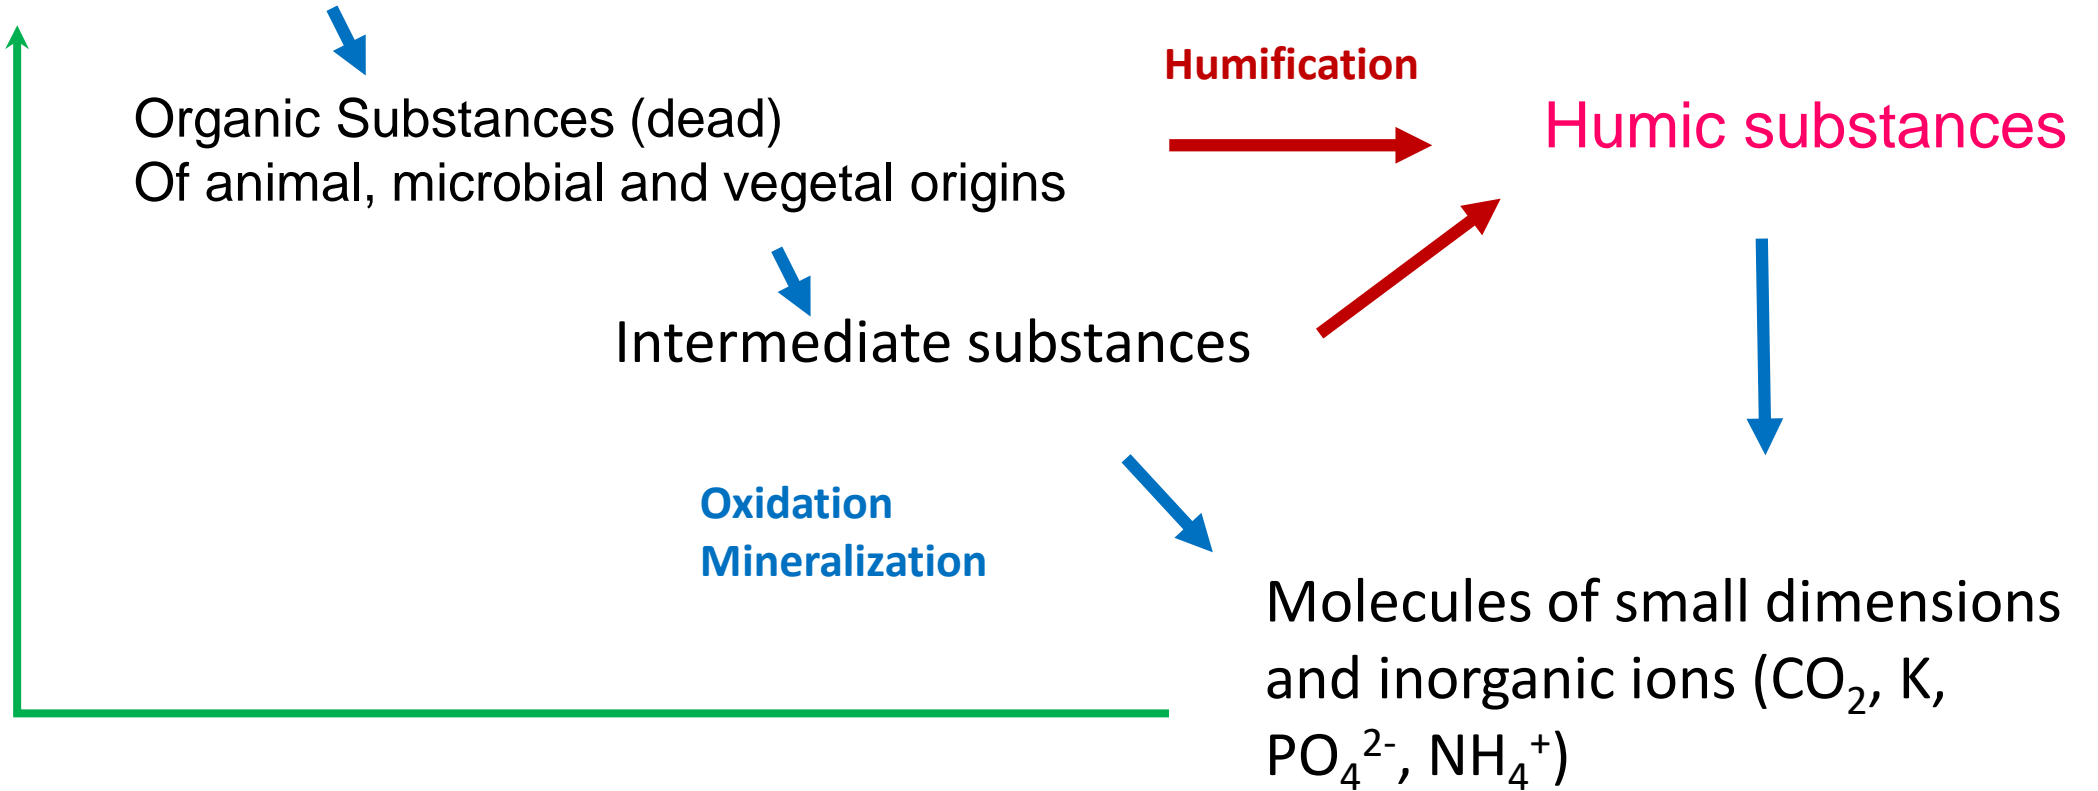 Humification
Organic Substances (dead)
Of animal, microbial and vegetal origins
Humic substances
Intermediate substances
Oxidation
Mineralization
Molecules of small dimensions
and inorganic ions (CO₂, K,
PO₄²⁻, NH₄⁺)